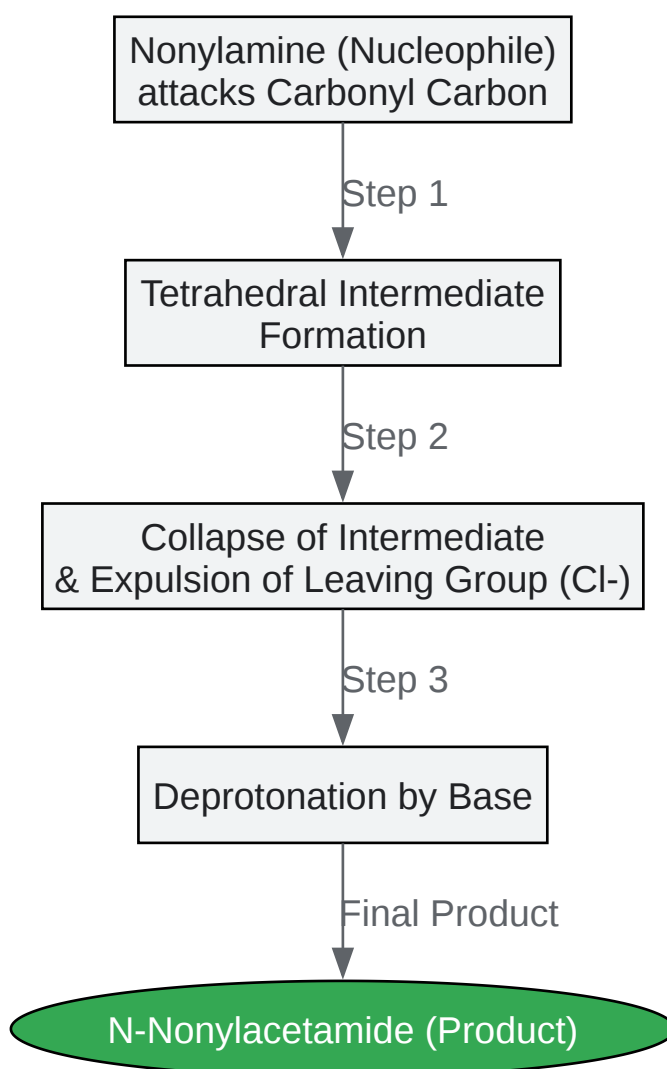 Nonylamine (Nucleophile)
attacks Carbonyl Carbon
Step 1
Tetrahedral Intermediate
Formation
Step 2
Collapse of Intermediate
& Expulsion of Leaving Group (Cl-)
Step 3
Deprotonation by Base
Final Product
N-Nonylacetamide (Product)